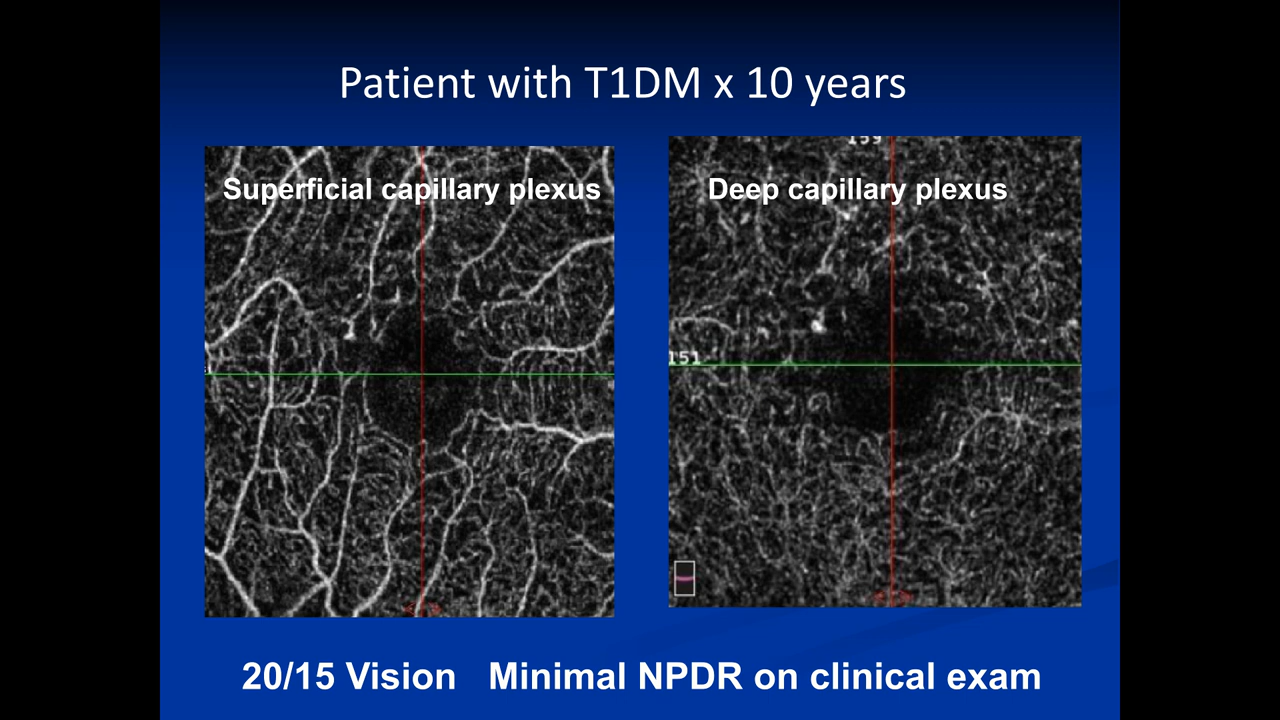 Patient with T1DM x 10 years
159
Superficial capillary plexus
Deep capillary plexus
151
20/15 Vision Minimal NPDR on clinical exam